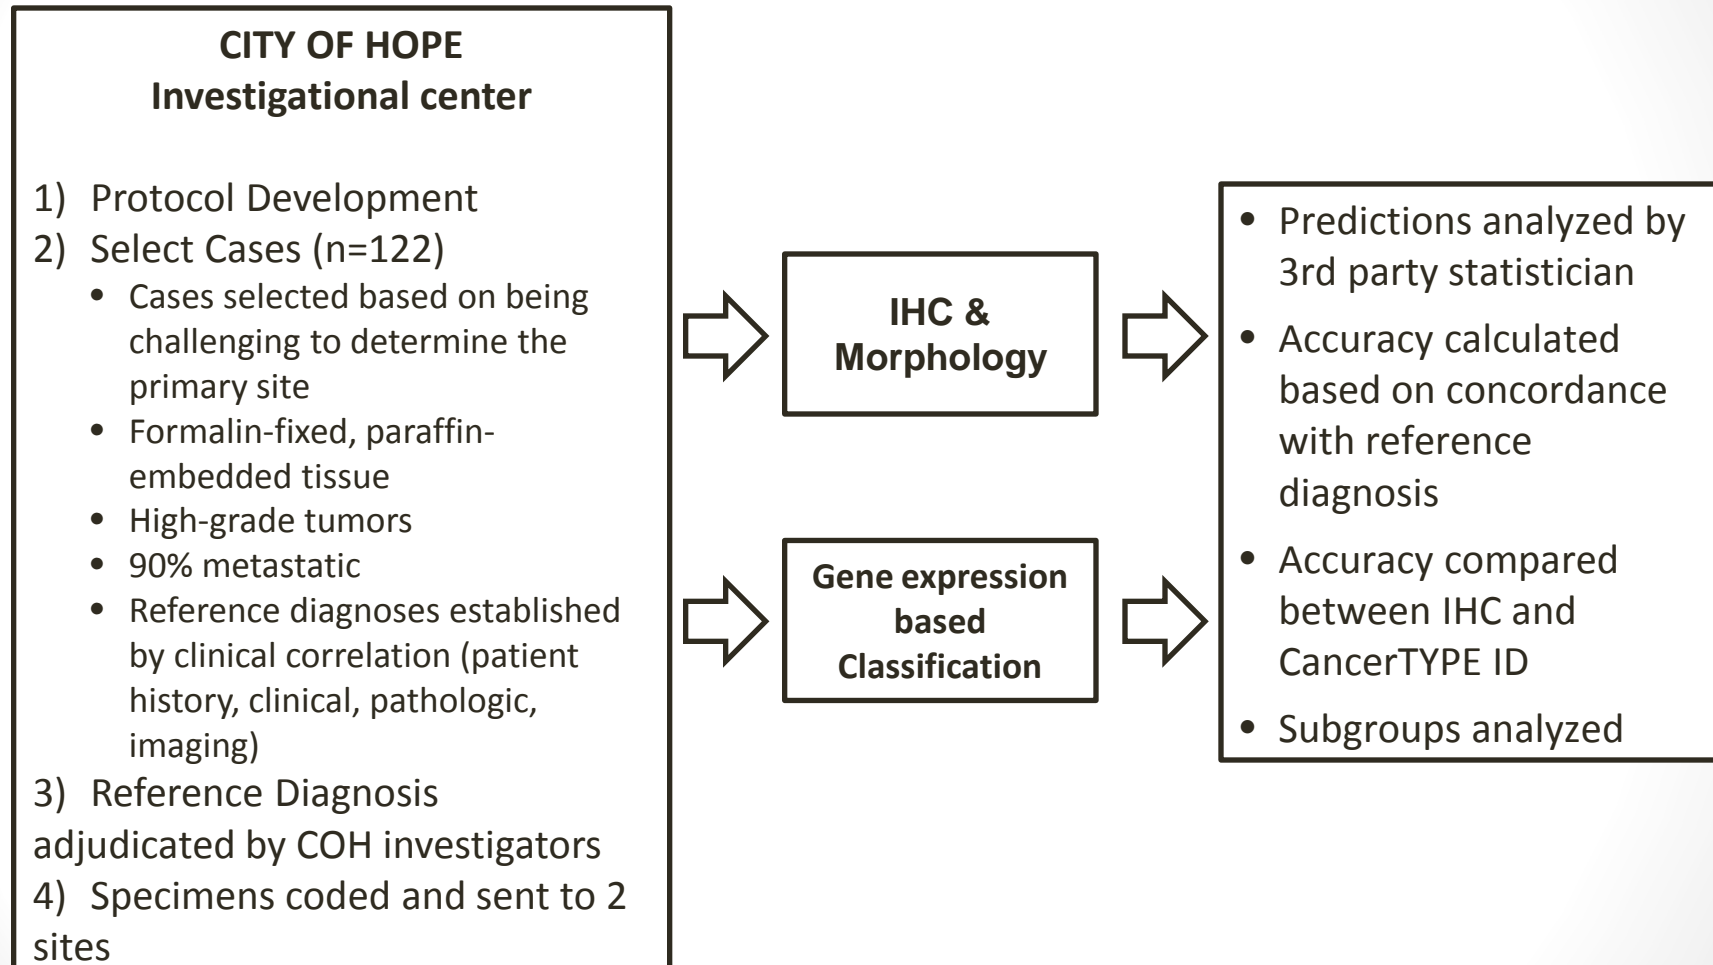 CITY OF HOPE
Investigational center
1) Protocol Development
2) Select Cases (n=122)
• Cases selected based on being
challenging to determine the
primary site
• Formalin-fixed, paraffin-
embedded tissue
• High-grade tumors
• 90% metastatic
• Reference diagnoses established
by clinical correlation (patient
history, clinical, pathologic,
imaging)
3) Reference Diagnosis
adjudicated by COH investigators
4) Specimens coded and sent to 2
sites
IHC &
Morphology
Gene expression
based
Classification
• Predictions analyzed by
3rd party statistician
• Accuracy calculated
based on concordance
with reference
diagnosis
• Accuracy compared
between IHC and
CancerTYPE ID
• Subgroups analyzed